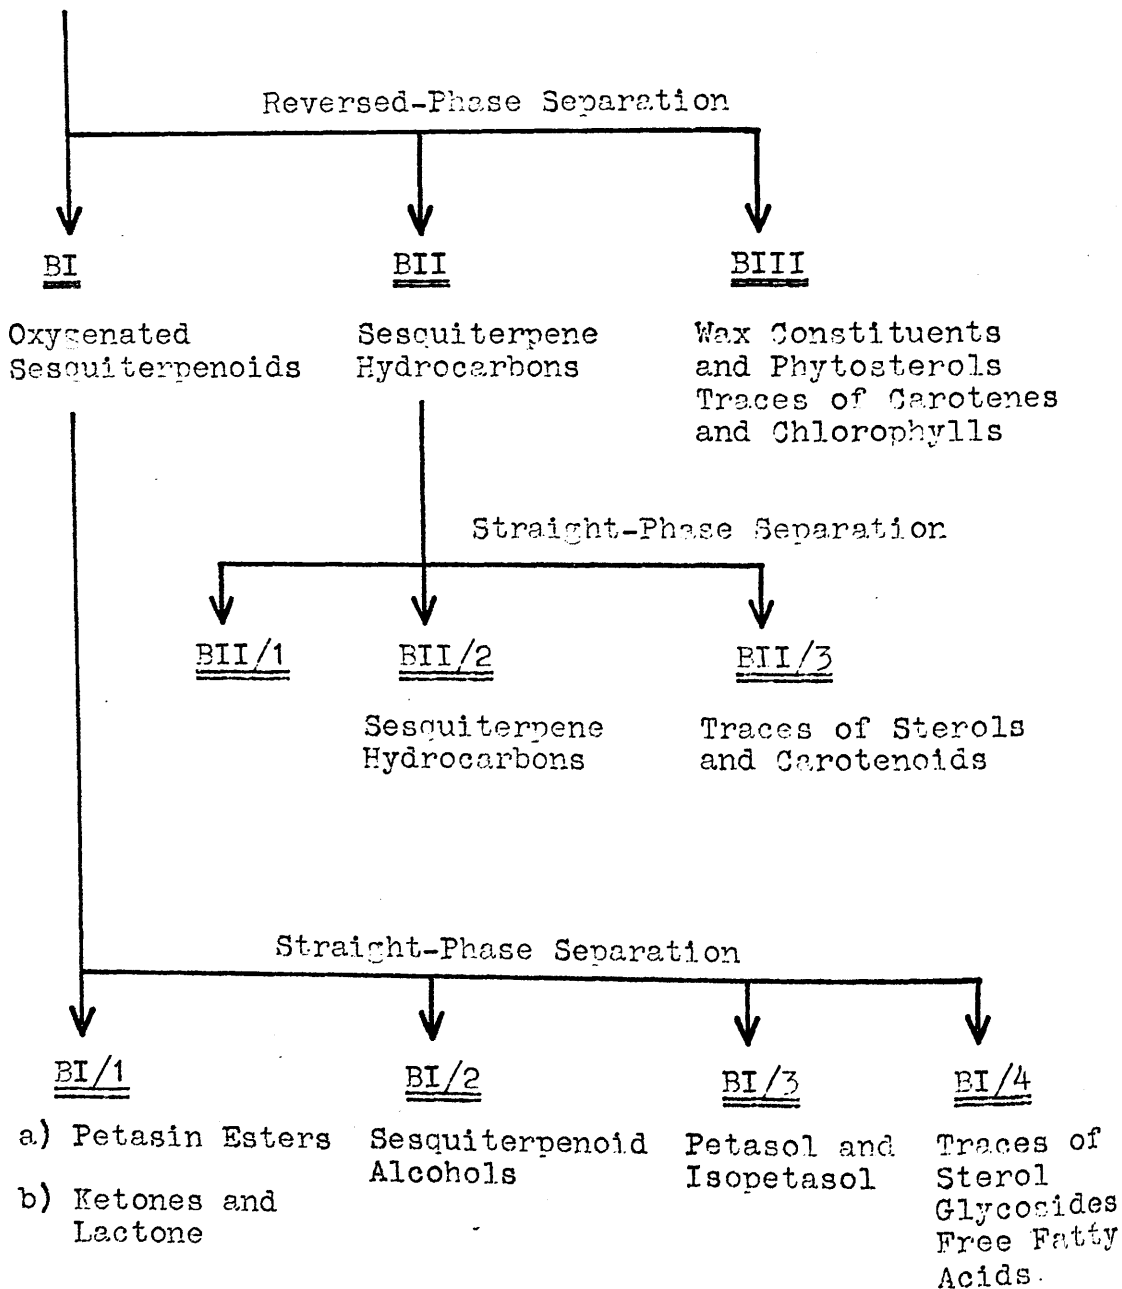 Reversed-Phase Separation
BI
BII
BIII
Oxygenated
Sesquiterpenoids
Sesquiterpene
Hydrocarbons
Wax Constituents
and Phytosterols
Traces of Carotenes
and Chlorophylls
Straight-Phase Separation
BII/1
BII/2
BII/3
Sesquiterpene
Hydrocarbons
Traces of Sterols
and Carotenoids
Straight-Phase Separation
BI/1
BI/2
BI/3
BI/4
a) Petasin Esters
b) Ketones and
Lactone
Sesquiterpenoid
Alcohols
Petasol and
Isopetasol
Traces of
Sterol
Glycosides
Free Fatty
Acids.